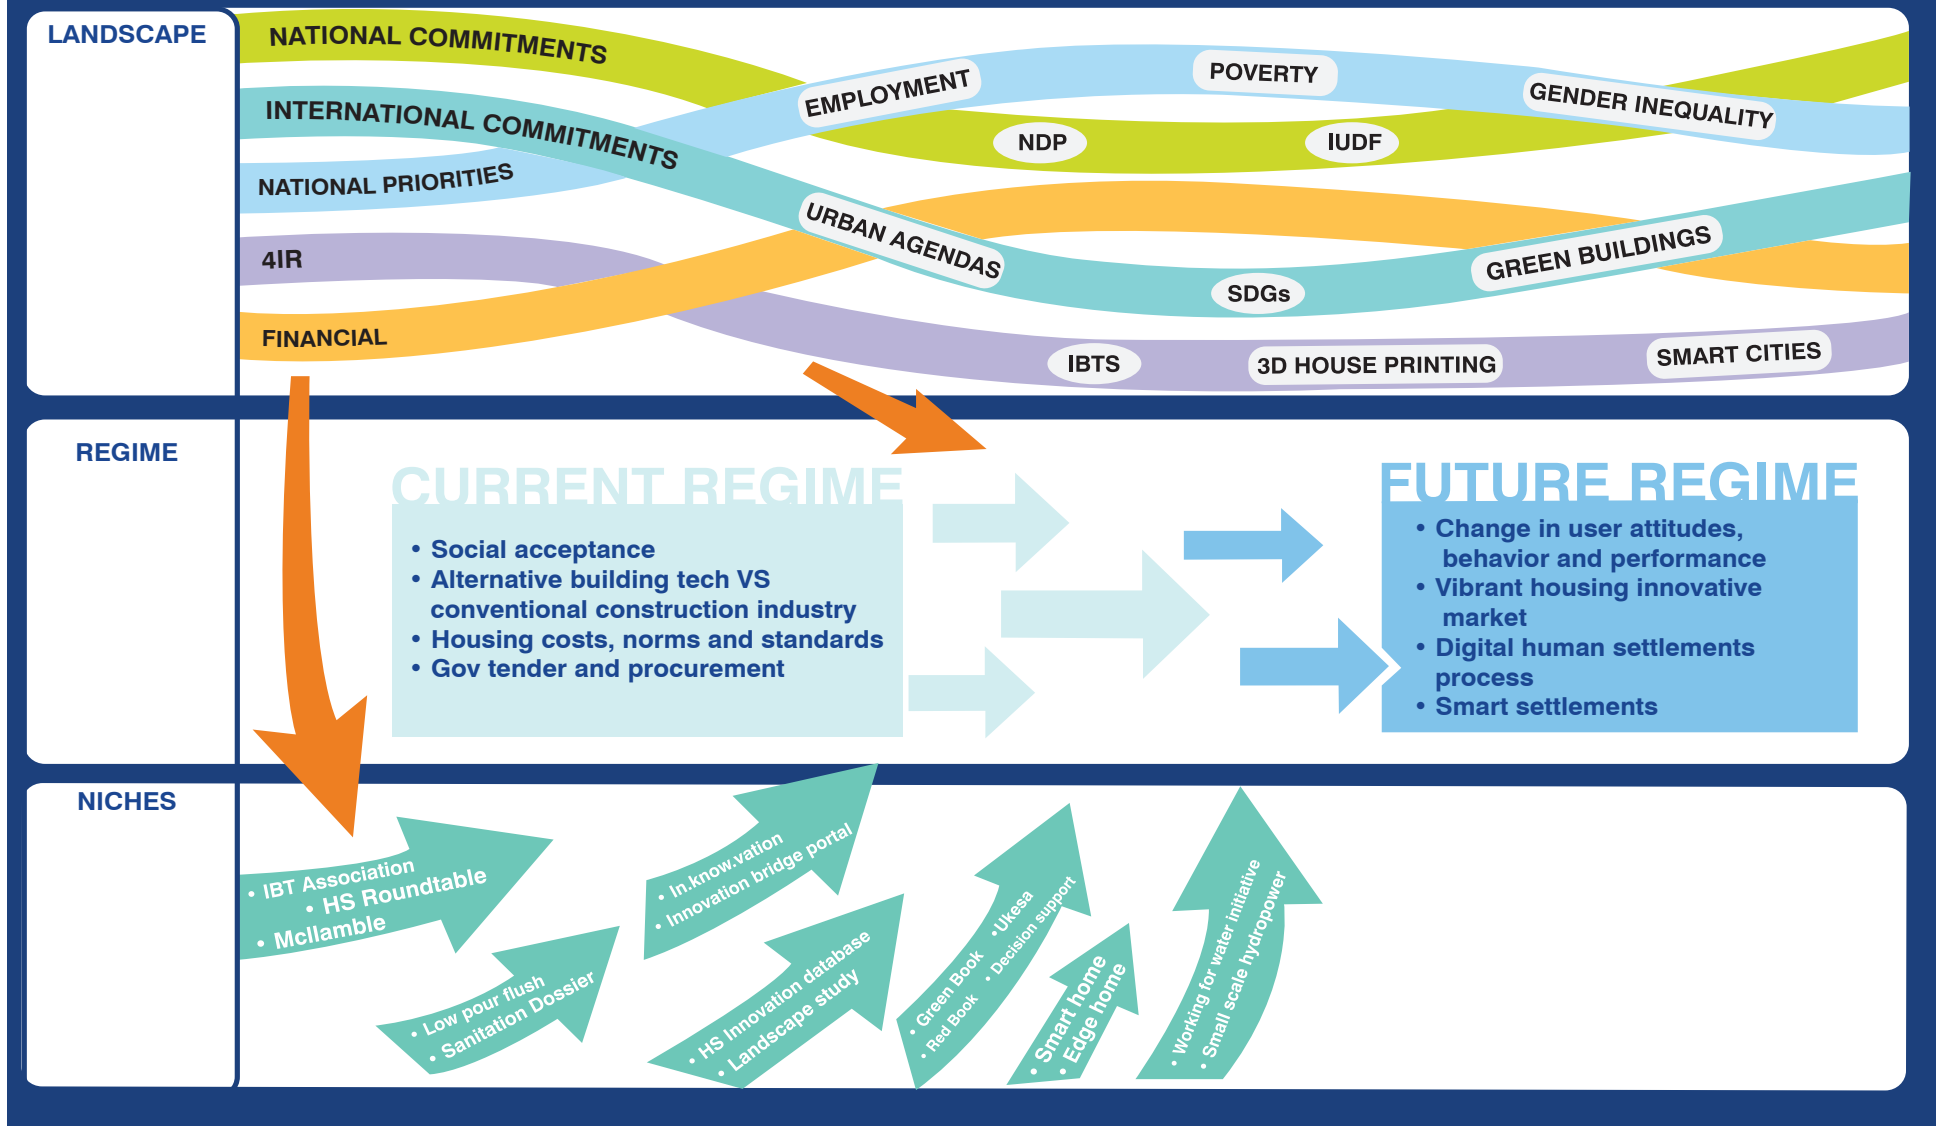 LANDSCAPE
NATIONAL COMMITMENTS
INTERNATIONAL COMMITMENTS
NATIONAL PRIORITIES
4IR
FINANCIAL
EMPLOYMENT
POVERTY
GENDER INEQUALITY
NDP
IUDF
URBAN AGENDAS
SDGs
GREEN BUILDINGS
IBTS
3D HOUSE PRINTING
SMART CITIES
REGIME
CURRENT REGIME
• Social acceptance
• Alternative building tech VS
conventional construction industry
• Housing costs, norms and standards
• Gov tender and procurement
FUTURE REGIME
• Change in user attitudes,
behavior and performance
• Vibrant housing innovative
market
• Digital human settlements
process
• Smart settlements
NICHES
• IBT Association
• HS Roundtable
• Mcllamble
• Low pour flush
• Sanitation Dossier
• In.know.vation
• Innovation bridge portal
• HS Innovation database
• Landscape study
• Green Book
•Ukesa
• Red Book
• Decision support
• Smart home
• Edge home
• Working for water initiative
• Small scale hydropower